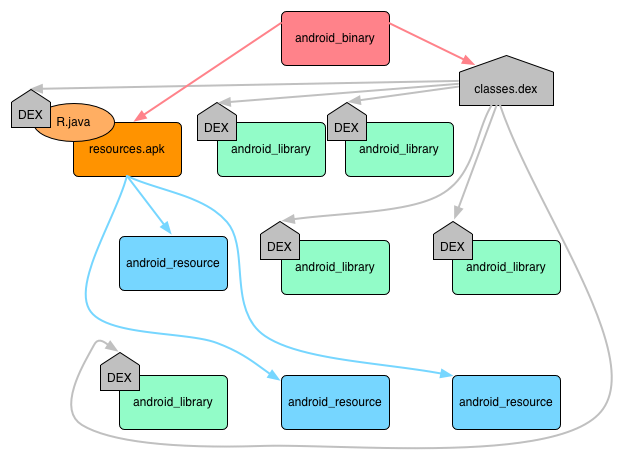 android_binary
classes.dex
DEX
R.java
resources.apk
DEX
android_library
DEX
android_library
android_resource
DEX
android_library
DEX
android_library
DEX
android_library
android_resource
android_resource